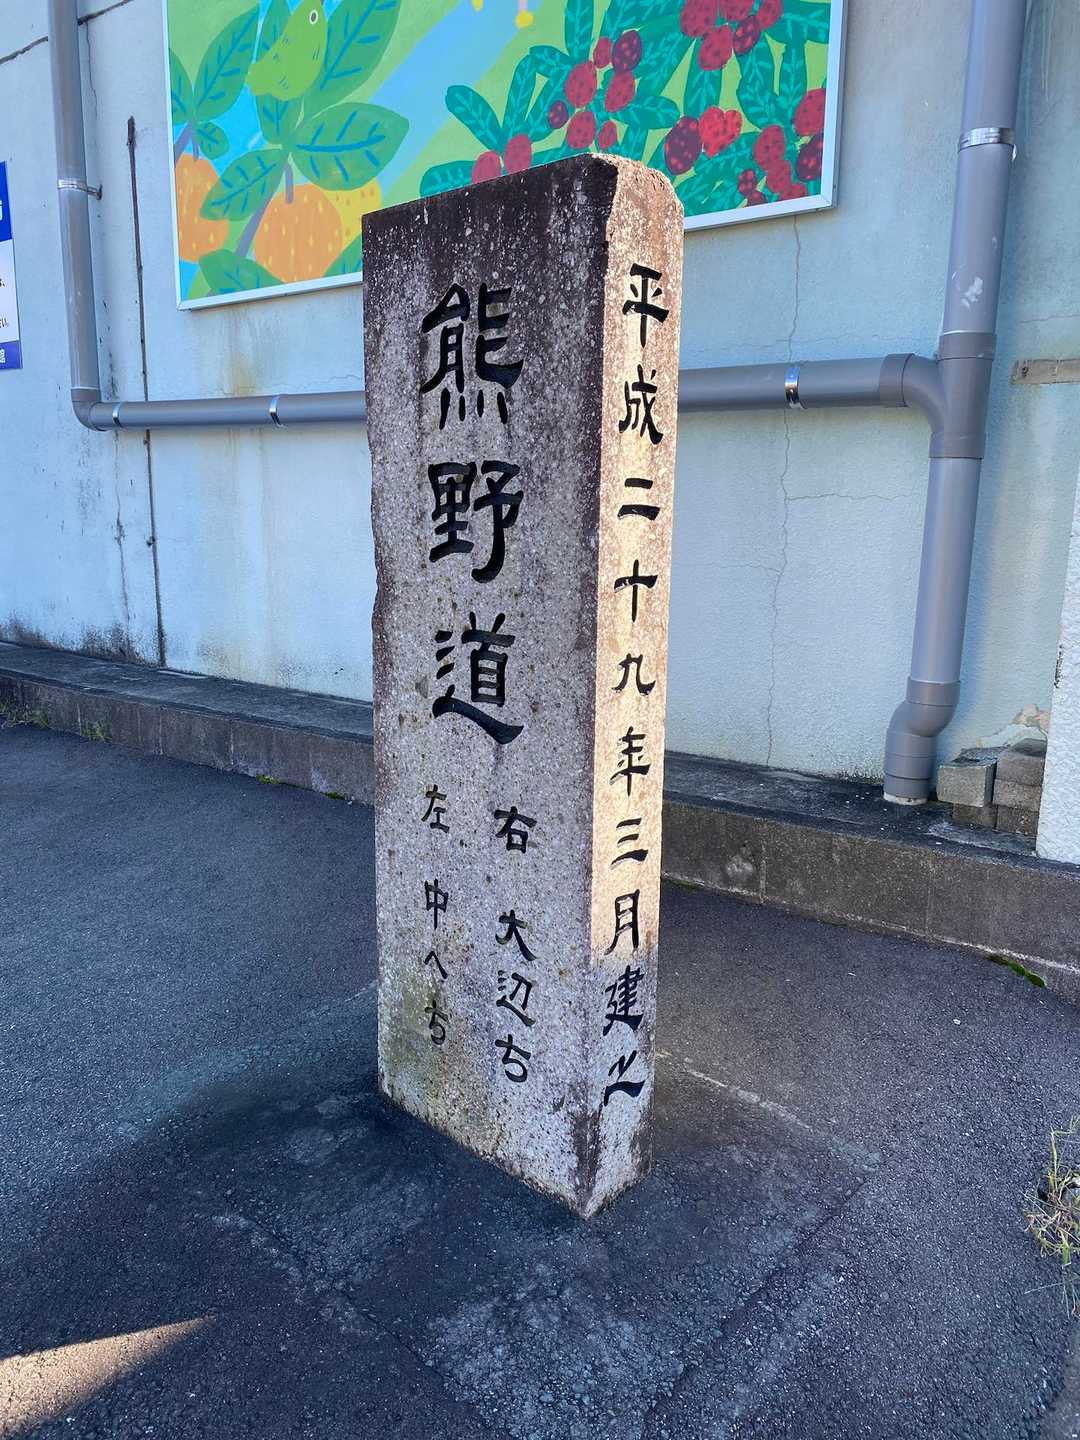 熊野道
右 大辺ち
左 中へち
平成二十九年三月建之